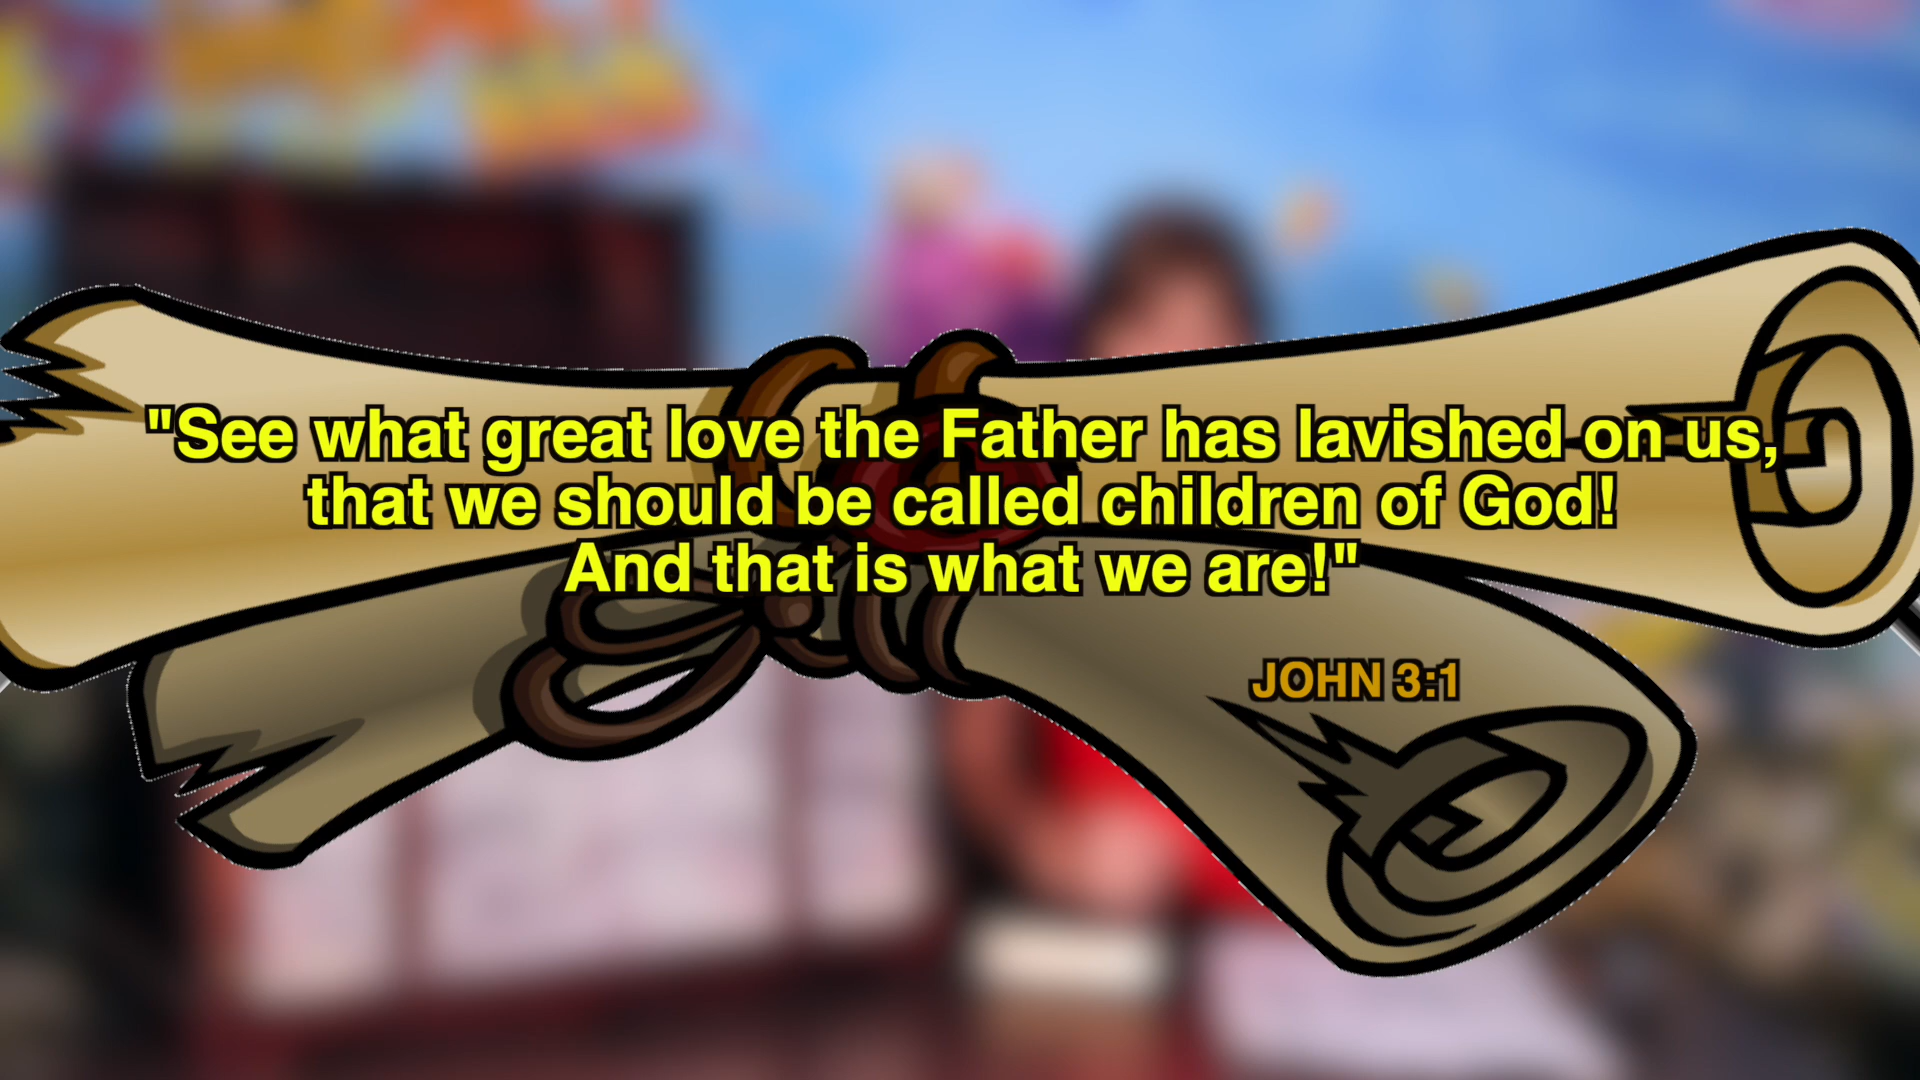 "See what great love the Father has lavished on us,
that we should be called children of God!
And that is what we are!"
JOHN 3:1